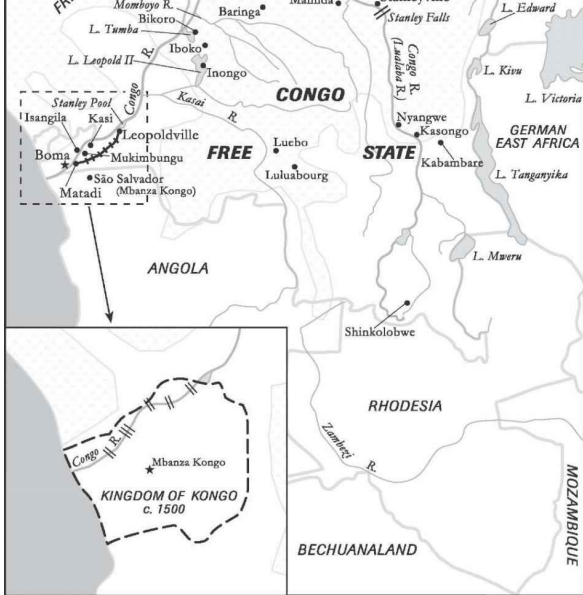 Momboyo R.
Baringa
Stanley Falls
L. Edward
Bikoro
L. Tumba
Iboko
L. Leopold II
Inongo
Congo R.
Congo R.
(Lualaba R.)
L. Kivu
L. Victoria
Stanley Pool
Isangila
Kasi
Leopoldville
Kasai R.
CONGO
FREE STATE
Nyangwe
Kasongo
Kabambare
GERMAN
EAST AFRICA
Boma
Mukimbungu
Matadi
São Salvador
(Mbanza Kongo)
Luebo
Luluabourg
L. Tanganyika
L. Mweru
ANGOLA
Shinkolobwe
RHODESIA
Zambezi R.
Congo R.
Mbanza Kongo
KINGDOM OF KONGO
c. 1500
BECHUANALAND
MOZAMBIQUE